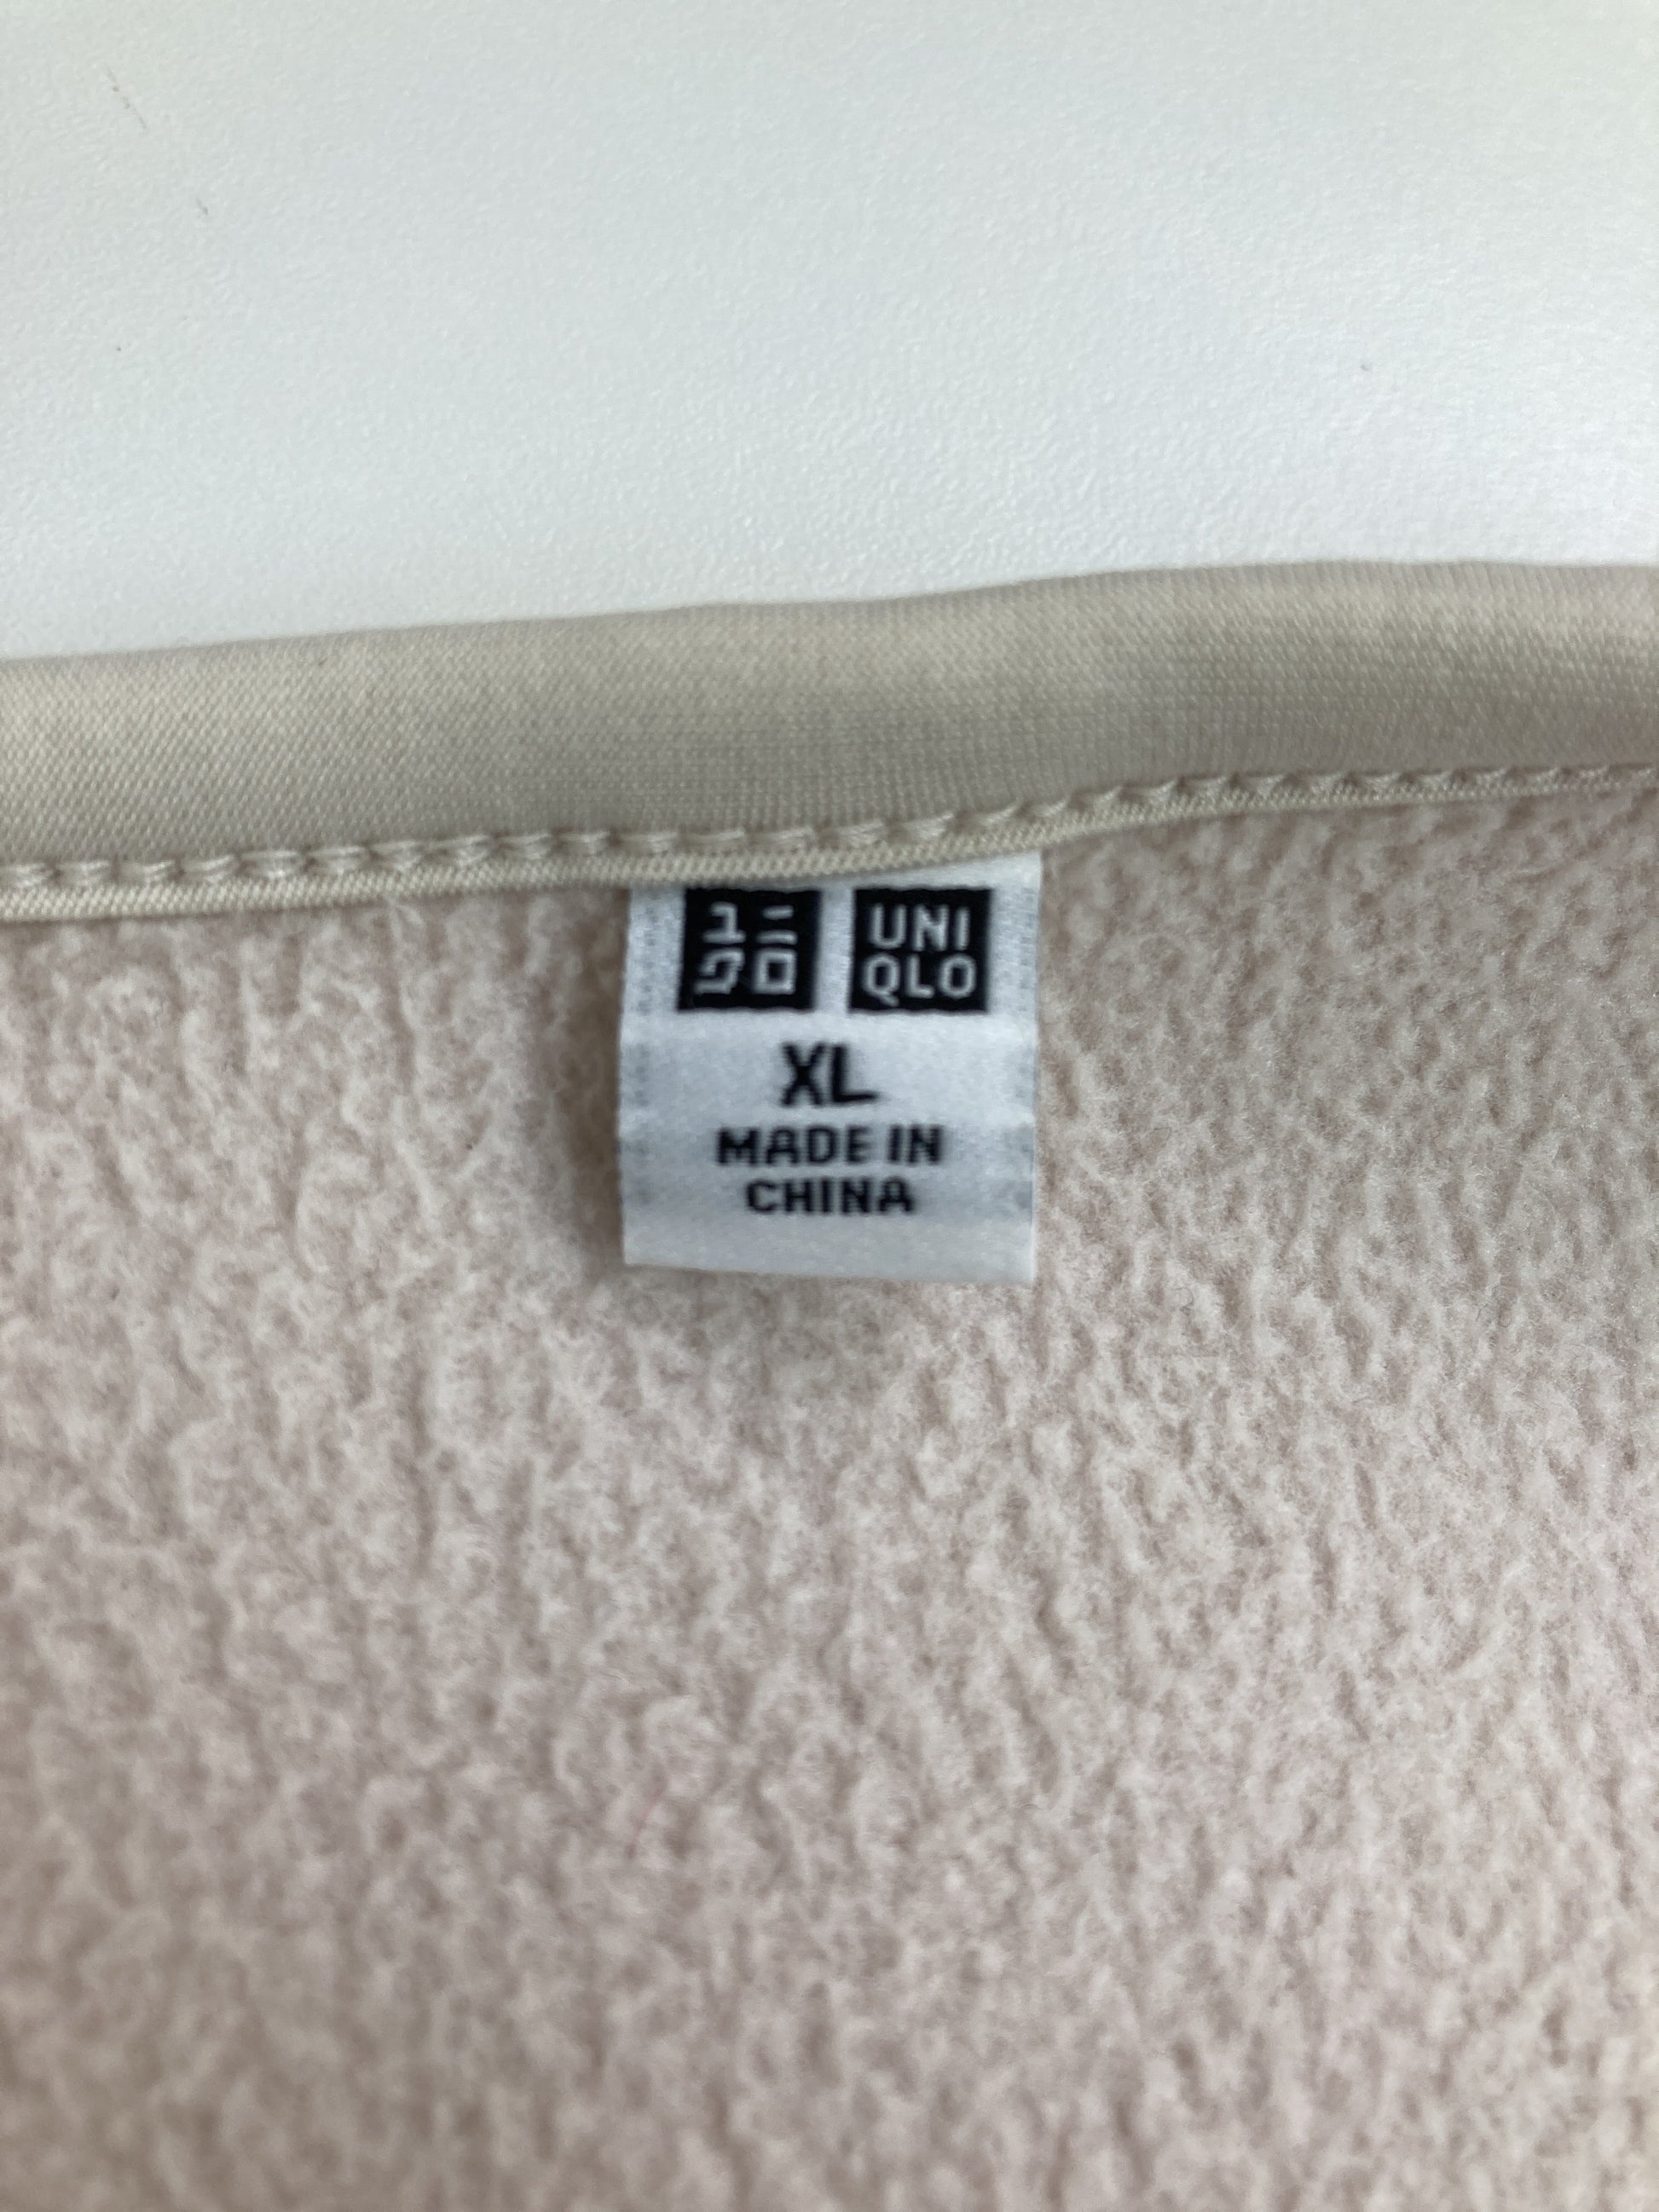 ユニ UNI
クロ QLO
XL
MADE IN
CHINA